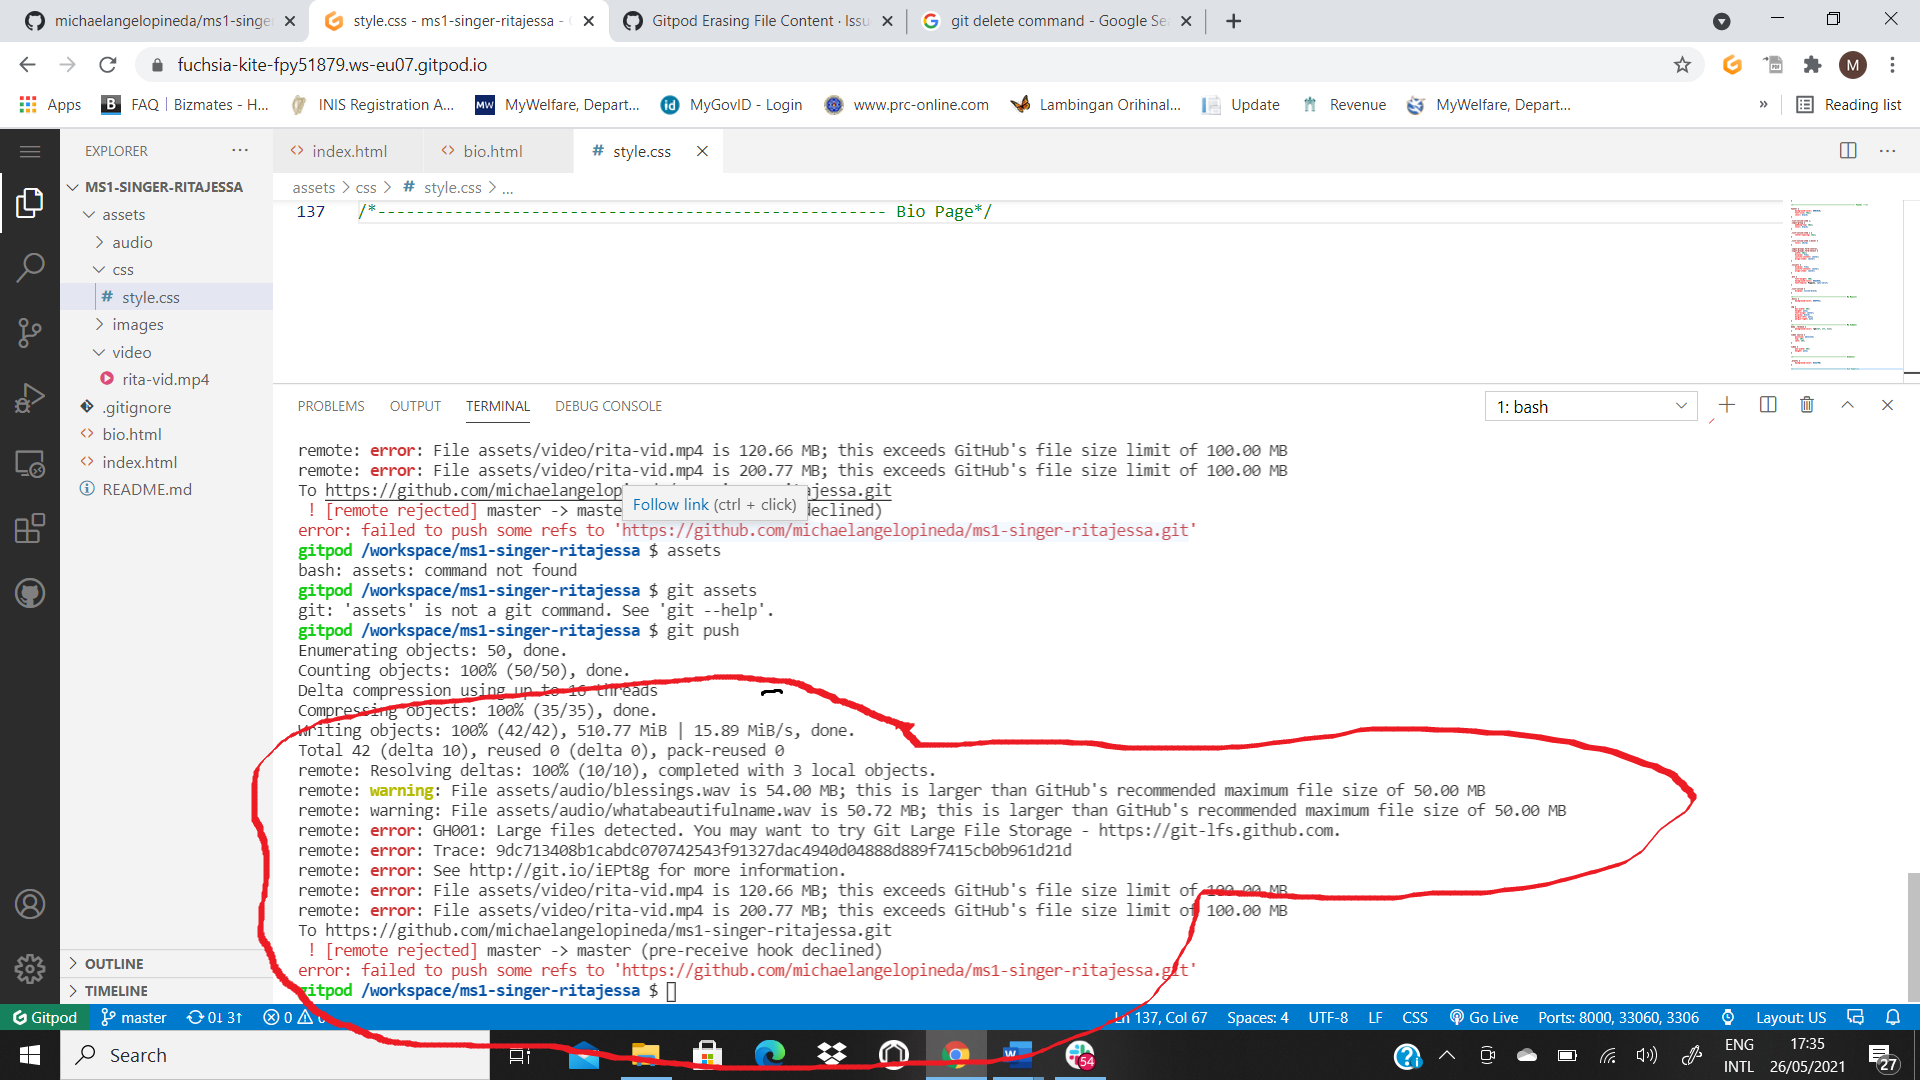 michaelangelopineda/ms1-singer
style.css - ms1-singer-ritajessa -
Gitpod Erasing File Content · Issu
git delete command - Google Sea
fuchsia-kite-fpy51879.ws-eu07.gitpod.io
M
Apps
B FAQ | Bizmates - H...
INIS Registration A...
MW MyWelfare, Depart...
id MyGovID - Login
www.prc-online.com
Lambingan Orihinal...
Update
Revenue
MyWelfare, Depart...
»
Reading list
EXPLORER
index.html
bio.html
# style.css
MS1-SINGER-RITAJESSA
assets > css > # style.css > ...
assets
137 /*----------------------------------------------------- Bio Page*/
audio
css
# style.css
images
video
rita-vid.mp4
.gitignore
bio.html
index.html
README.md
PROBLEMS OUTPUT TERMINAL DEBUG CONSOLE
1: bash
remote: error: File assets/video/rita-vid.mp4 is 120.66 MB; this exceeds GitHub's file size limit of 100.00 MB
remote: error: File assets/video/rita-vid.mp4 is 200.77 MB; this exceeds GitHub's file size limit of 100.00 MB
To https://github.com/michaelangelop ajessa.git
Follow link (ctrl + click)
! [remote rejected] master -> maste eclined)
error: failed to push some refs to 'https://github.com/michaelangelopineda/ms1-singer-ritajessa.git'
gitpod /workspace/ms1-singer-ritajessa $ assets
bash: assets: command not found
gitpod /workspace/ms1-singer-ritajessa $ git assets
git: 'assets' is not a git command. See 'git --help'.
gitpod /workspace/ms1-singer-ritajessa $ git push
Enumerating objects: 50, done.
Counting objects: 100% (50/50), done.
Delta compression using up to 16 threads
Compressing objects: 100% (35/35), done.
Writing objects: 100% (42/42), 510.77 MiB | 15.89 MiB/s, done.
Total 42 (delta 10), reused 0 (delta 0), pack-reused 0
remote: Resolving deltas: 100% (10/10), completed with 3 local objects.
remote: warning: File assets/audio/blessings.wav is 54.00 MB; this is larger than GitHub's recommended maximum file size of 50.00 MB
remote: warning: File assets/audio/whatabeautifulname.wav is 50.72 MB; this is larger than GitHub's recommended maximum file size of 50.00 MB
remote: error: GH001: Large files detected. You may want to try Git Large File Storage - https://git-lfs.github.com.
remote: error: Trace: 9dc713408b1cabdc070742543f91327dac4940d04888d889f7415cb0b961d21d
remote: error: See http://git.io/iEPt8g for more information.
remote: error: File assets/video/rita-vid.mp4 is 120.66 MB; this exceeds GitHub's file size limit of 100.00 MB
remote: error: File assets/video/rita-vid.mp4 is 200.77 MB; this exceeds GitHub's file size limit of 100.00 MB
To https://github.com/michaelangelopineda/ms1-singer-ritajessa.git
! [remote rejected] master -> master (pre-receive hook declined)
error: failed to push some refs to 'https://github.com/michaelangelopineda/ms1-singer-ritajessa.git'
gitpod /workspace/ms1-singer-ritajessa $
OUTLINE
TIMELINE
Gitpod master 0↓ 3↑ 0 Ln 137, Col 67 Spaces: 4 UTF-8 LF CSS Go Live Ports: 8000, 33060, 3306 Layout: US
Search
54
ENG
INTL
17:35
26/05/2021
27